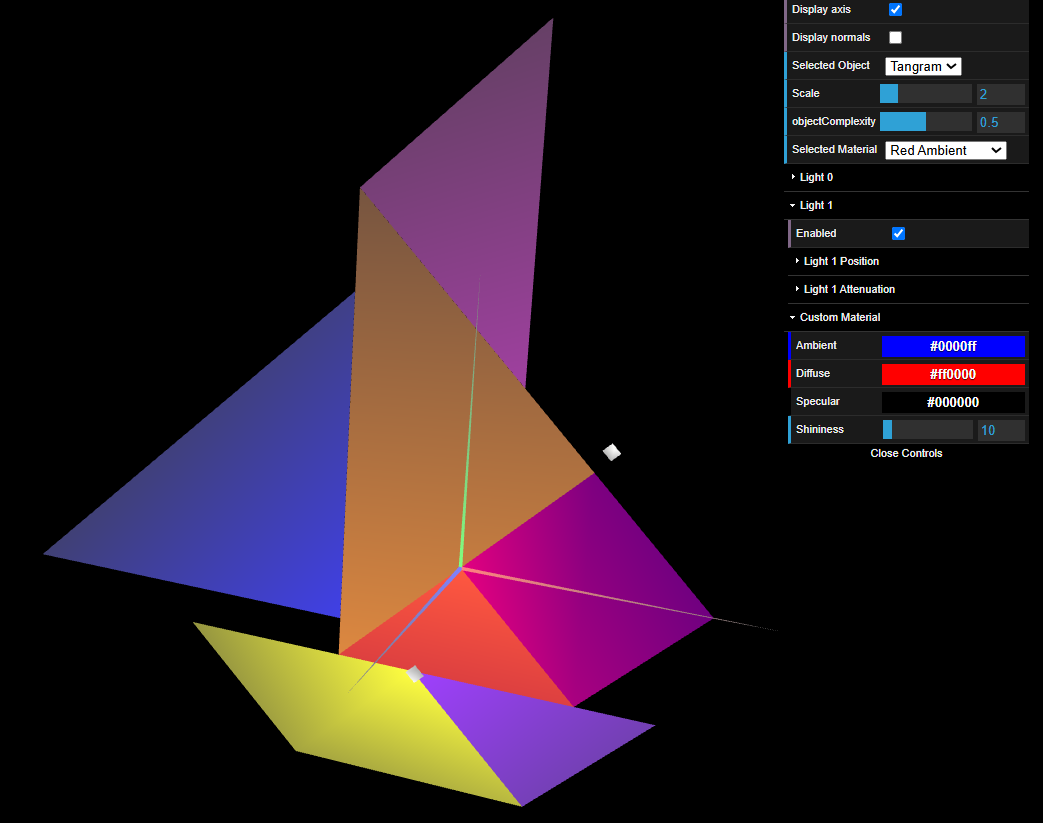 Display axis
Display normals
Selected Object Tangram
Scale 2
objectComplexity 0.5
Selected Material Red Ambient
Light 0
Light 1
Enabled
Light 1 Position
Light 1 Attenuation
Custom Material
Ambient #0000ff
Diffuse #ff0000
Specular #000000
Shininess 10
Close Controls